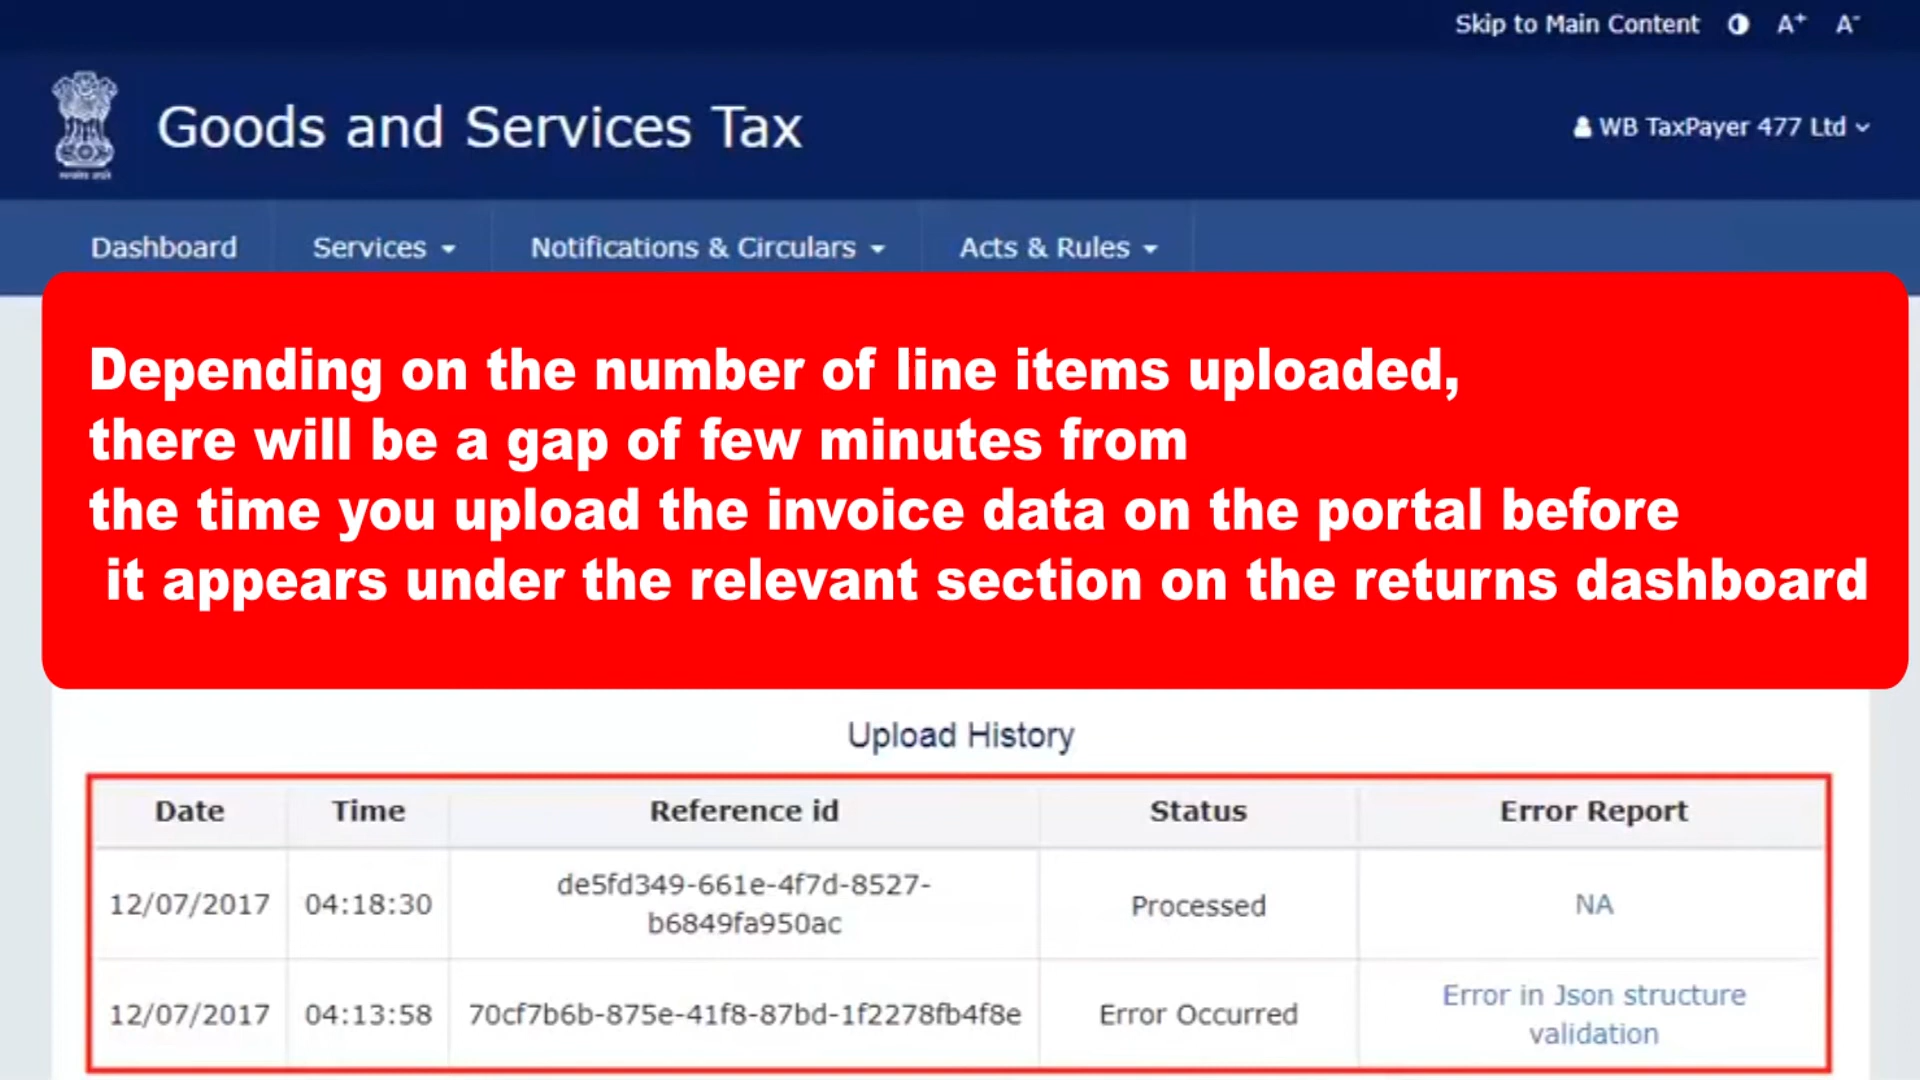 Skip to Main Content A+ A-
Goods and Services Tax
WB TaxPayer 477 Ltd
Dashboard Services Notifications & Circulars Acts & Rules
Depending on the number of line items uploaded,
there will be a gap of few minutes from
the time you upload the invoice data on the portal before
it appears under the relevant section on the returns dashboard
Upload History
Date Time Reference id Status Error Report
12/07/2017 04:18:30 de5fd349-661e-4f7d-8527-
b6849fa950ac Processed NA
12/07/2017 04:13:58 70cf7b6b-875e-41f8-87bd-1f2278fb4f8e Error Occurred Error in Json structure
validation